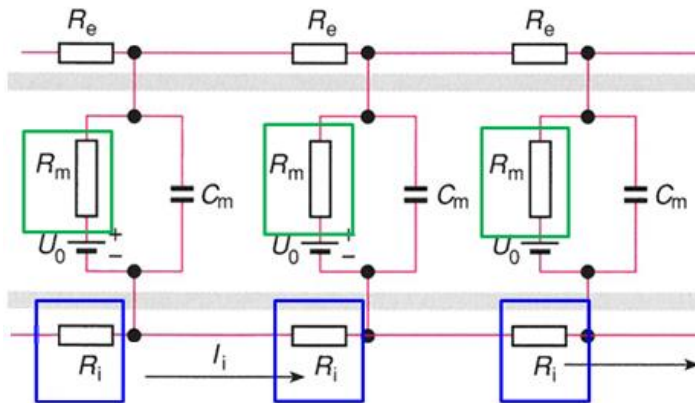 Re Re Re
Rm Cm Rm Cm Rm Cm
U0 + − U0 + − U0
Ri Ii Ri Ri